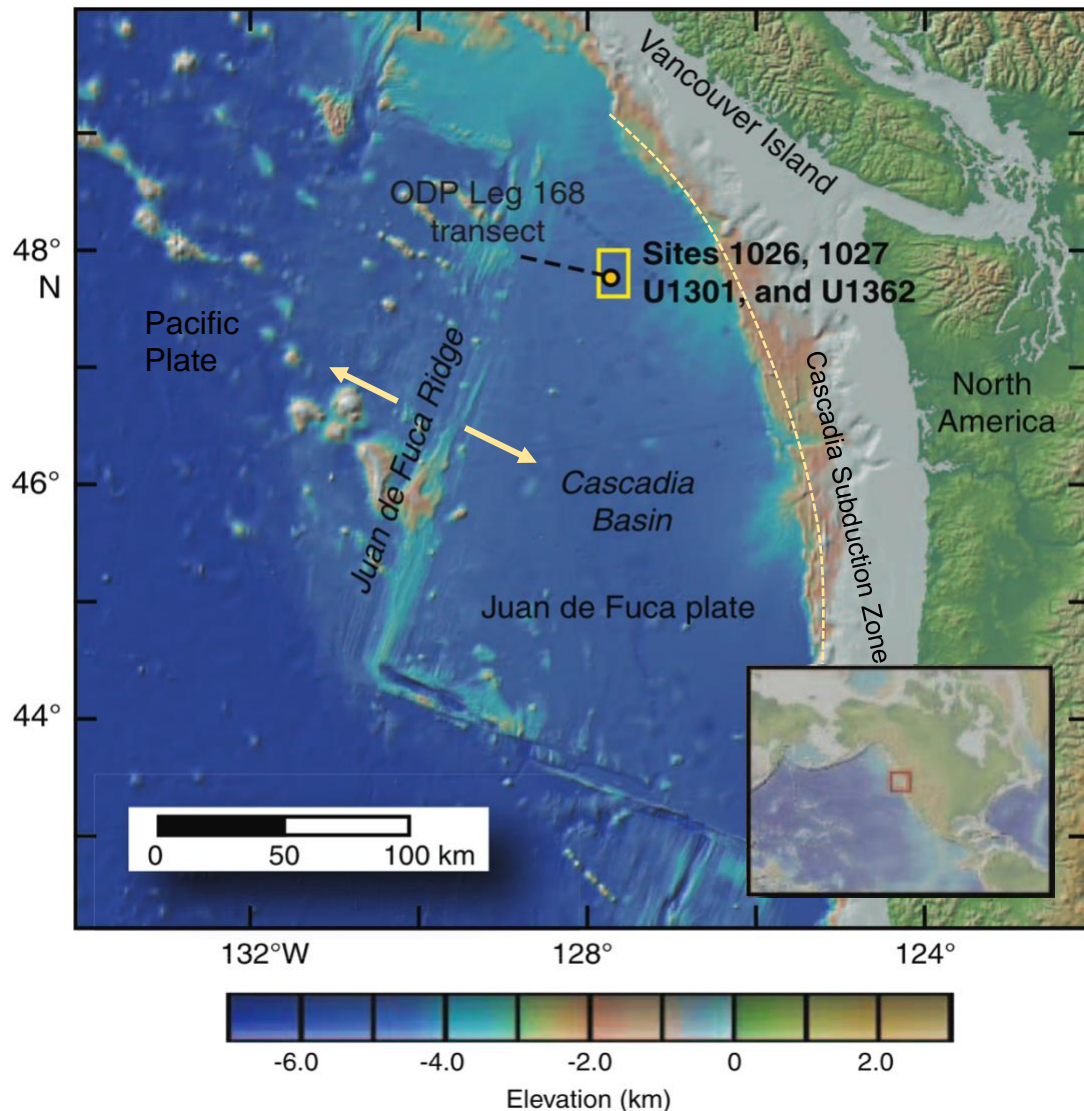 Vancouver Island
ODP Leg 168
transect
48°
N
Sites 1026, 1027
U1301, and U1362
Pacific
Plate
Juan de Fuca Ridge
Cascadia Subduction Zone
North
America
46°
Cascadia
Basin
Juan de Fuca plate
44°
0 50 100 km
132°W 128° 124°
-6.0 -4.0 -2.0 0 2.0
Elevation (km)